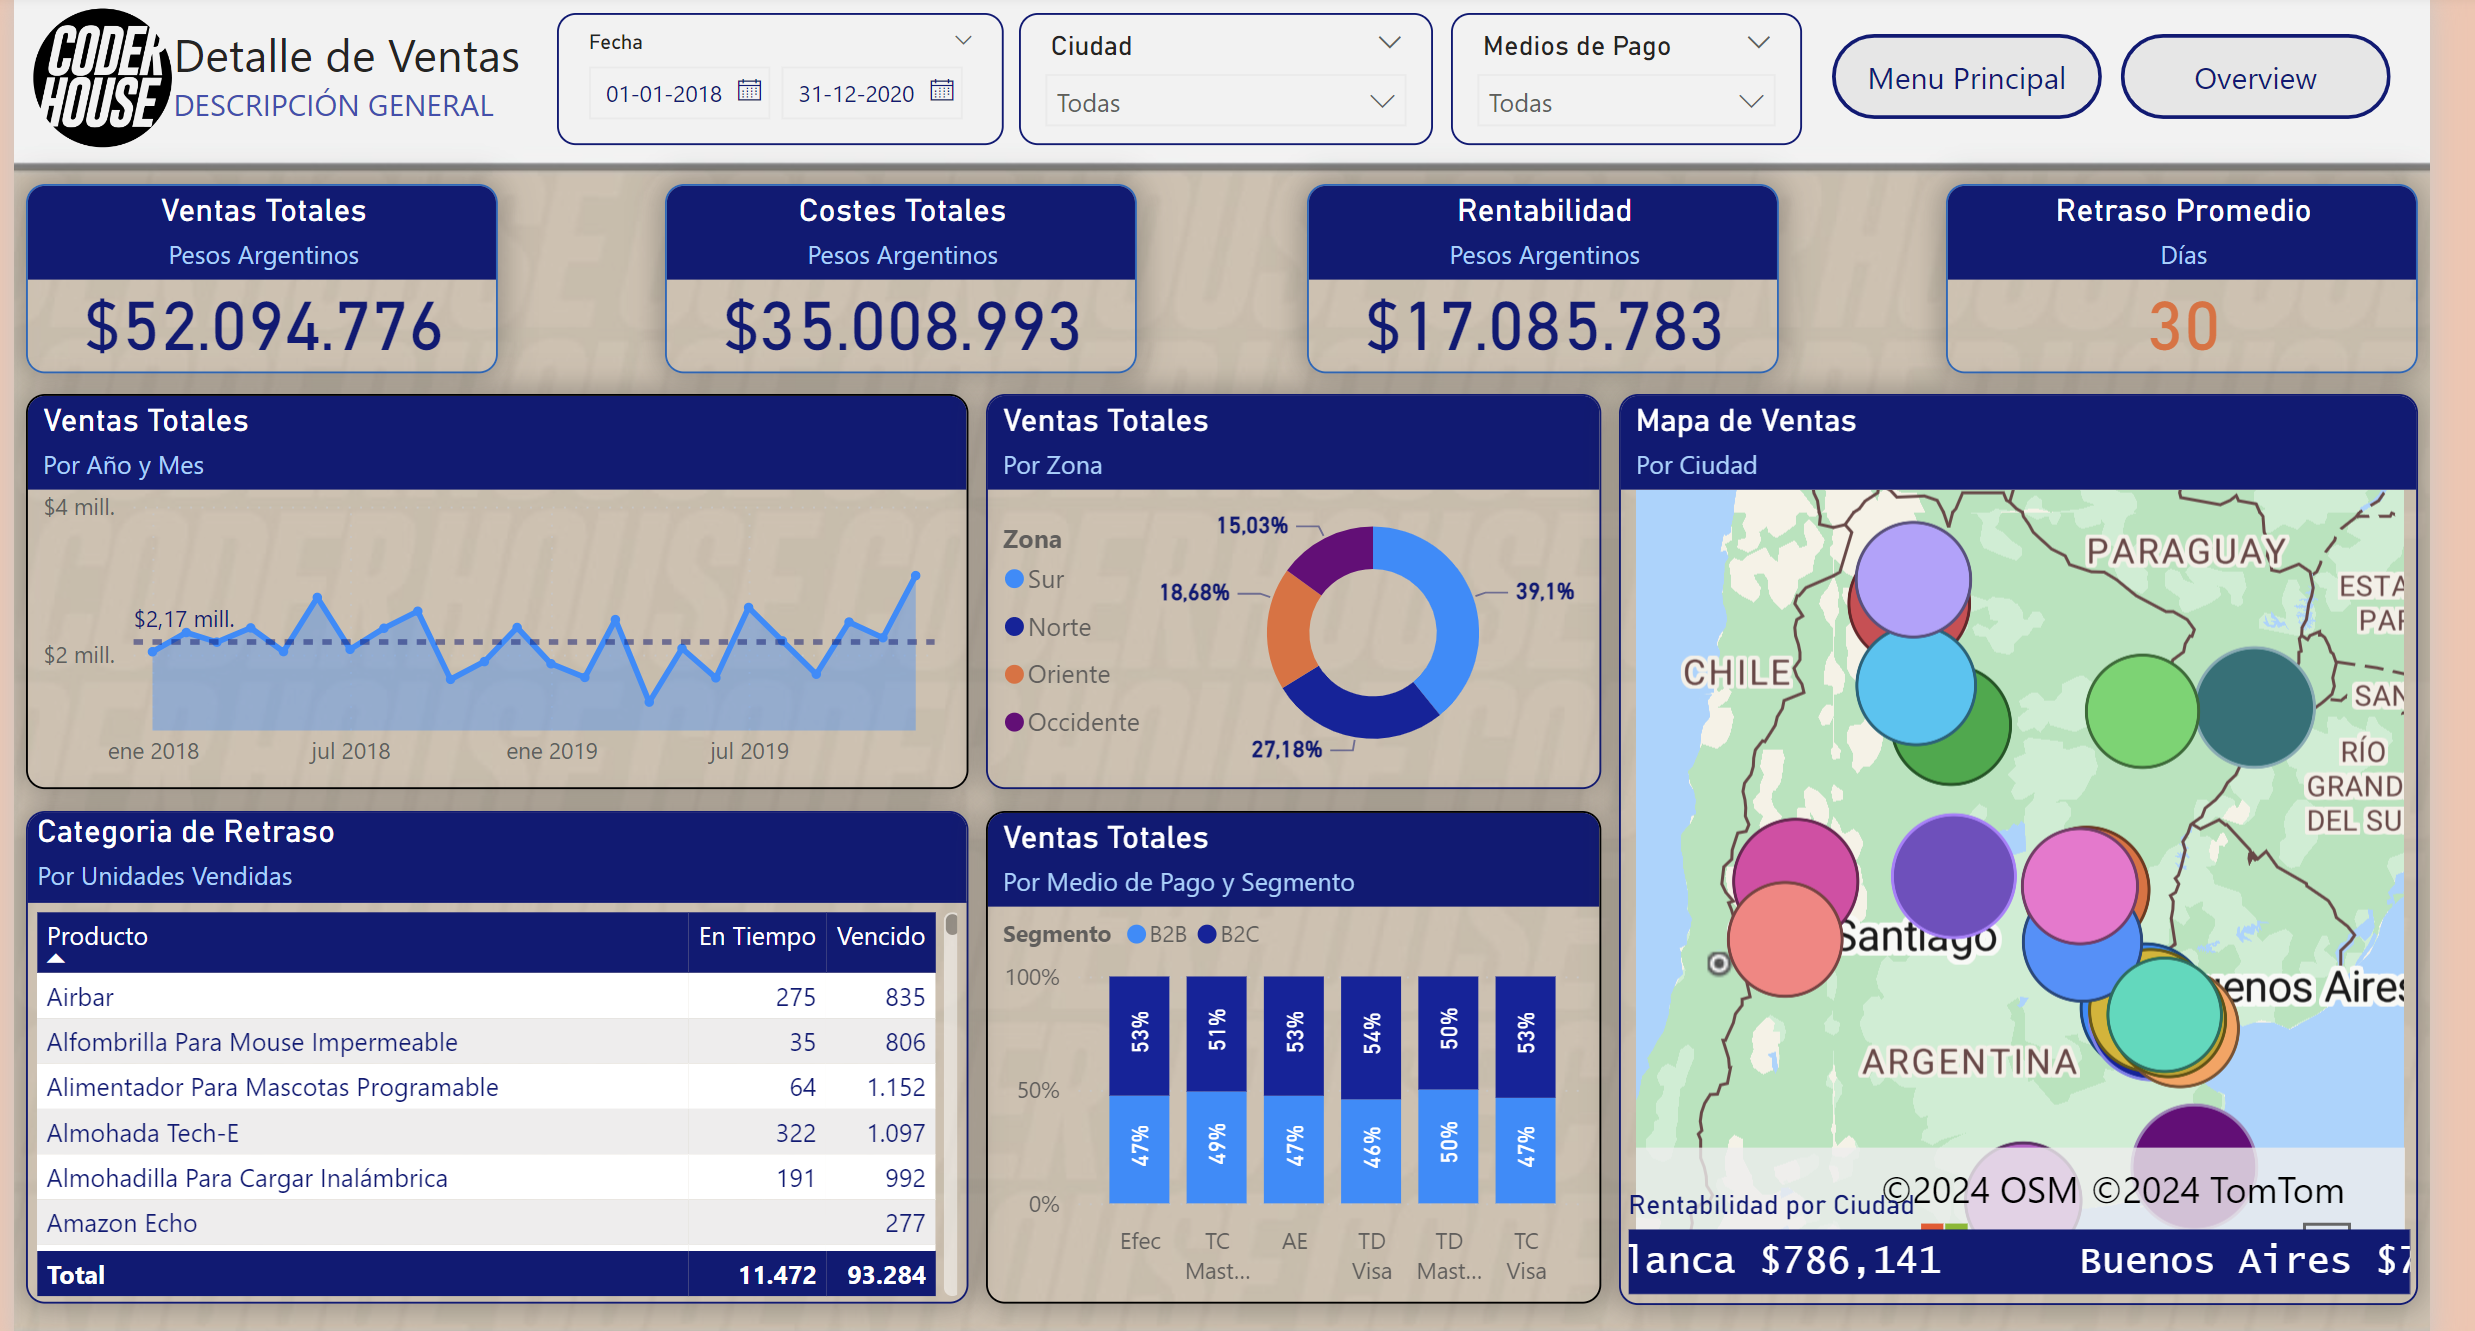 CODER
HOUSE
Detalle de Ventas
DESCRIPCIÓN GENERAL
Fecha
01-01-2018
31-12-2020
Ciudad
Todas
Medios de Pago
Todas
Menu Principal
Overview
Ventas Totales
Pesos Argentinos
$52.094.776
Costes Totales
Pesos Argentinos
$35.008.993
Rentabilidad
Pesos Argentinos
$17.085.783
Retraso Promedio
Días
30
Ventas Totales
Por Año y Mes
$4 mill.
$2,17 mill.
$2 mill.
ene 2018 jul 2018 ene 2019 jul 2019
Ventas Totales
Por Zona
Zona
Sur
Norte
Oriente
Occidente
15,03%
18,68%
39,1%
27,18%
Mapa de Ventas
Por Ciudad
PARAGUAY
ESTA
PAR
CHILE
SAN
RÍO
GRAND
DEL SU
Santiago
enos Aires
ARGENTINA
©2024 OSM ©2024 TomTom
Rentabilidad por Ciudad
lanca $786,141 Buenos Aires $7
Categoria de Retraso
Por Unidades Vendidas
Producto En Tiempo Vencido
Airbar 275 835
Alfombrilla Para Mouse Impermeable 35 806
Alimentador Para Mascotas Programable 64 1.152
Almohada Tech-E 322 1.097
Almohadilla Para Cargar Inalámbrica 191 992
Amazon Echo 277
Total 11.472 93.284
Ventas Totales
Por Medio de Pago y Segmento
Segmento B2B B2C
100%
50%
0%
53% 51% 53% 54% 50% 53%
47% 49% 47% 46% 50% 47%
Efec TC Mast... AE TD Visa TD Mast... TC Visa